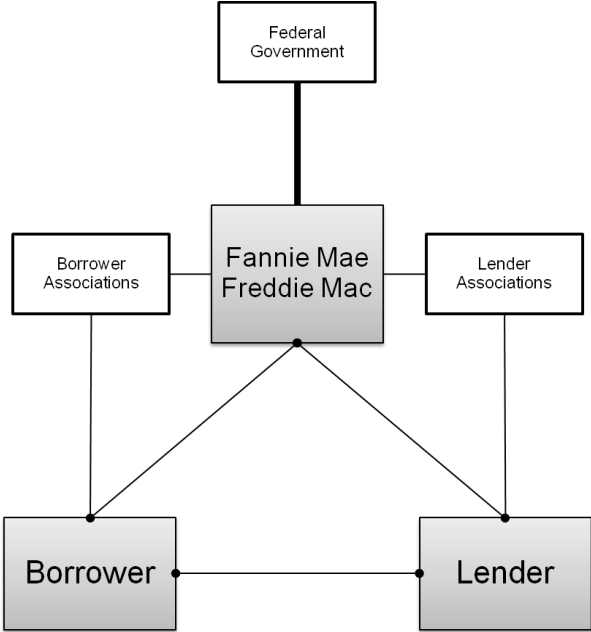 Federal
Government
Fannie Mae
Freddie Mac
Borrower
Associations
Lender
Associations
Borrower
Lender